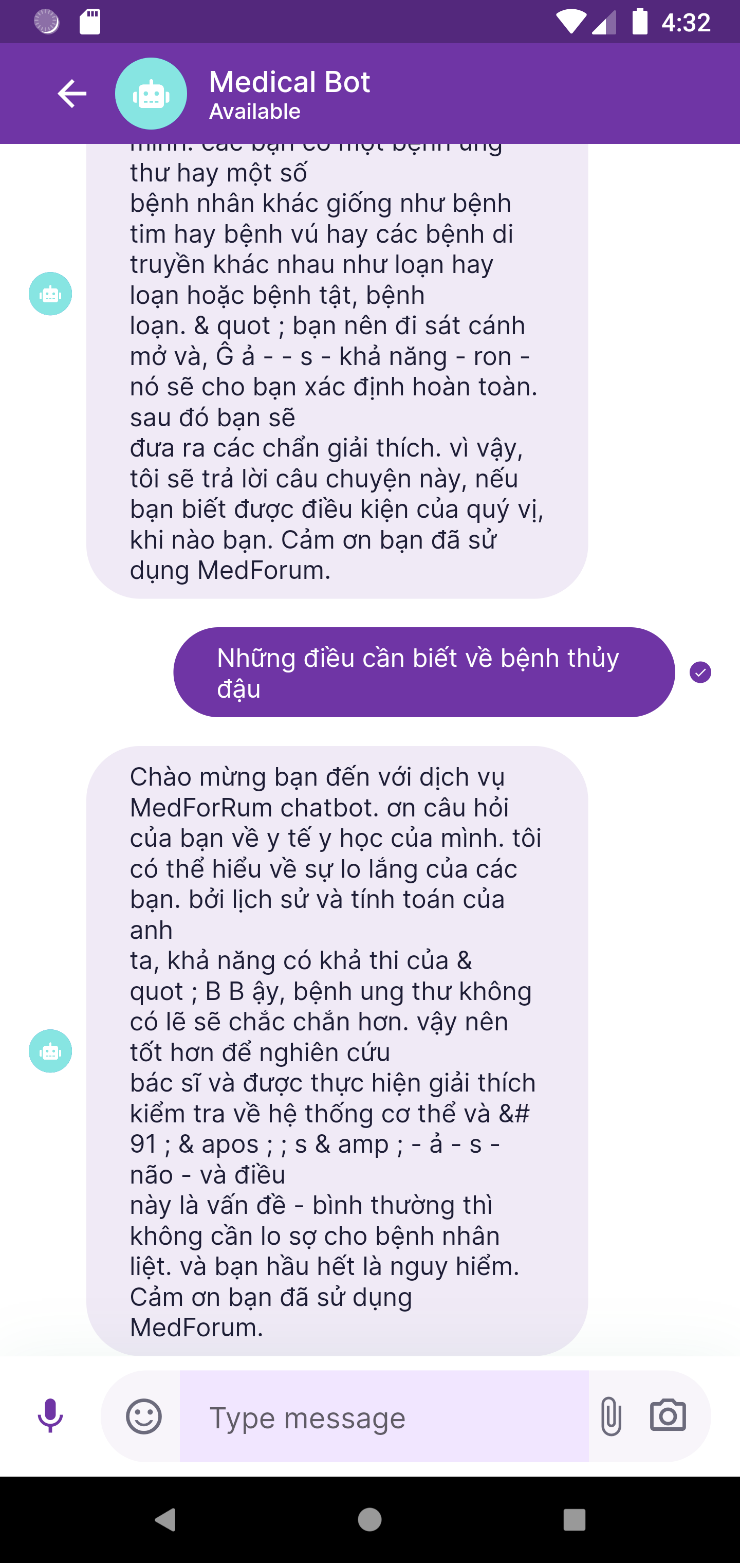 4:32
Medical Bot
Available
mình. các bạn có một bệnh ung
thư hay một số
bệnh nhân khác giống như bệnh
tim hay bệnh vú hay các bệnh di
truyền khác nhau như loạn hay
loạn hoặc bệnh tật, bệnh
loạn. & quot ; bạn nên đi sát cánh
mở và, Ĝ ả - - s - khả năng - ron -
nó sẽ cho bạn xác định hoàn toàn.
sau đó bạn sẽ
đưa ra các chẩn giải thích. vì vậy,
tôi sẽ trả lời câu chuyện này, nếu
bạn biết được điều kiện của quý vị,
khi nào bạn. Cảm ơn bạn đã sử
dụng MedForum.
Những điều cần biết về bệnh thủy
đậu
Chào mừng bạn đến với dịch vụ
MedForRum chatbot. ơn câu hỏi
của bạn về y tế y học của mình. tôi
có thể hiểu về sự lo lắng của các
bạn. bởi lịch sử và tính toán của
anh
ta, khả năng có khả thi của &
quot ; B B ậy, bệnh ung thư không
có lẽ sẽ chắc chắn hơn. vậy nên
tốt hơn để nghiên cứu
bác sĩ và được thực hiện giải thích
kiểm tra về hệ thống cơ thể và &#
91 ; & apos ; ; s & amp ; - ả - s -
não - và điều
này là vấn đề - bình thường thì
không cần lo sợ cho bệnh nhân
liệt. và bạn hầu hết là nguy hiểm.
Cảm ơn bạn đã sử dụng
MedForum.
Type message